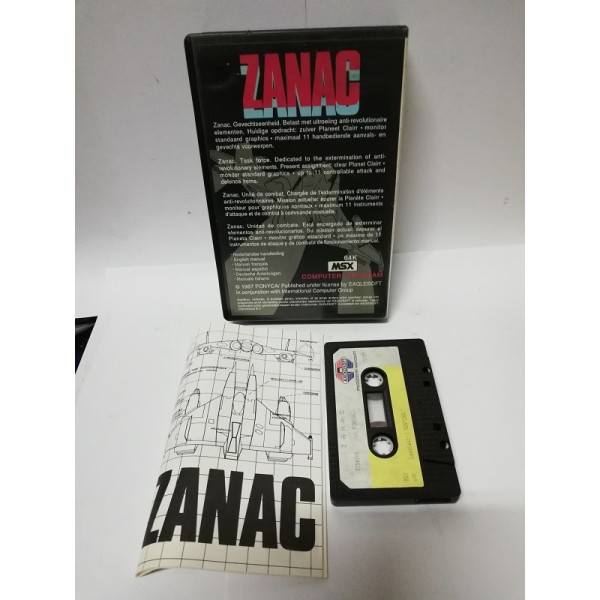 ZANAC
Zanac. Gevechtseenheid. Belast met uitroeiing anti-revolutionaire
elementen. Huidige opdracht: zuiver Planeet Clair • monitor
standaard graphics • maximaal 11 handbediende aanvals- en
gevechts voorwerpen.
Zanac. Task force. Dedicated to the extermination of anti-
revolutionary elements. Present assignment: clear Planet Clair •
monitor standard graphics • up to 11 controllable attack and
defence items.
Zanac. Unité de combat. Chargée de l'extermination d'éléments
anti-revolutionnaires. Mission actuelle: épurer la Planète Clair •
moniteur pour graphiques normaux • maximum 11 instruments
d'attaque et de combat à commande manuelle.
Zanac. Unidad de combate. Está encargado de exterminar
elementos anti-revolucionarios. Su misión actual: depurar el
Planeta Clair • monitor gráfico estandard • un máximo de 11
instrumentos de ataque y de combate de funcionamiento manual.
Nederlandse handleiding
English manual
Manuel français
Manual español
Deutsche Anleitungen
Manuale italiano
64K
MSX
COMPUTER PROGRAM
© 1987 PONYCA/ Published under license by EAGLESOFT
in conjunction with International Computer Group
ZANAC
ZANAC